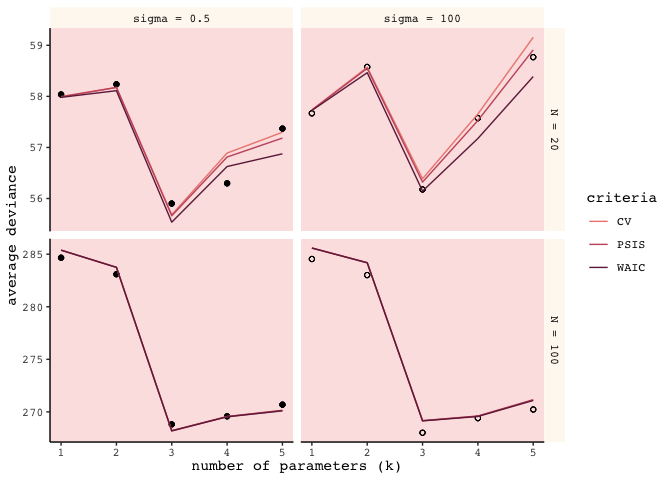 sigma = 0.5
sigma = 100
59
58
57
56
N = 20
285
280
275
270
N = 100
average deviance
1 2 3 4 5
1 2 3 4 5
number of parameters (k)
criteria
CV
PSIS
WAIC